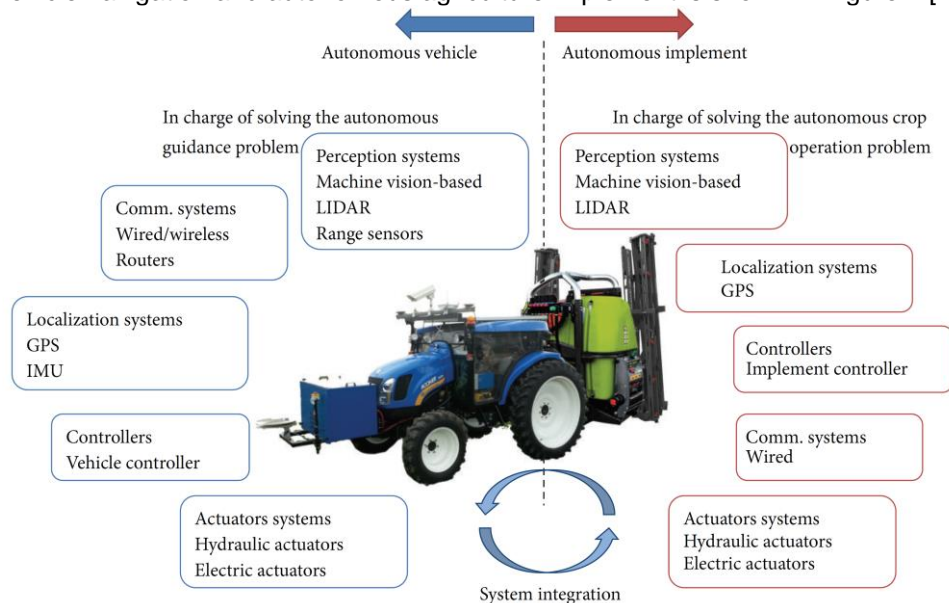 Autonomous vehicle
Autonomous implement
In charge of solving the autonomous
guidance problem
In charge of solving the autonomous crop
operation problem
Perception systems
Machine vision-based
LIDAR
Range sensors
Perception systems
Machine vision-based
LIDAR
Comm. systems
Wired/wireless
Routers
Localization systems
GPS
Localization systems
GPS
IMU
Controllers
Implement controller
Controllers
Vehicle controller
Comm. systems
Wired
Actuators systems
Hydraulic actuators
Electric actuators
Actuators systems
Hydraulic actuators
Electric actuators
System integration